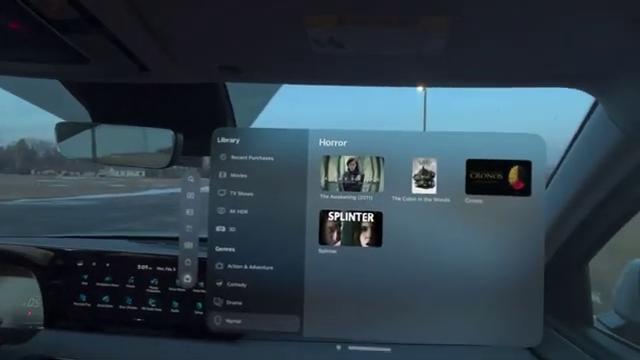 Library
Horror
Recent Purchases
Movies
TV Shows
4K HDR
3D
Genres
Action & Adventure
Comedy
Drama
Horror
The Awakening (2011)
The Cabin in the Woods
CRONOS
Cronos
SPLINTER
Splinter